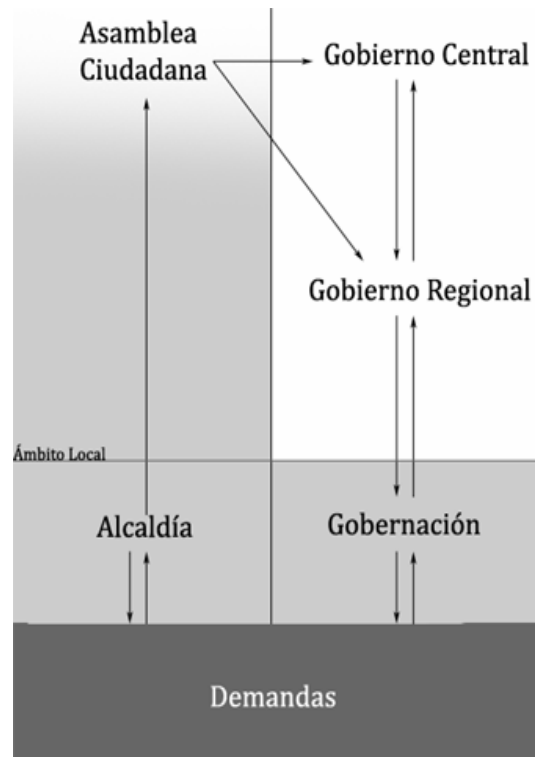 Asamblea
Ciudadana
Gobierno Central
Gobierno Regional
Ámbito Local
Alcaldía
Gobernación
Demandas